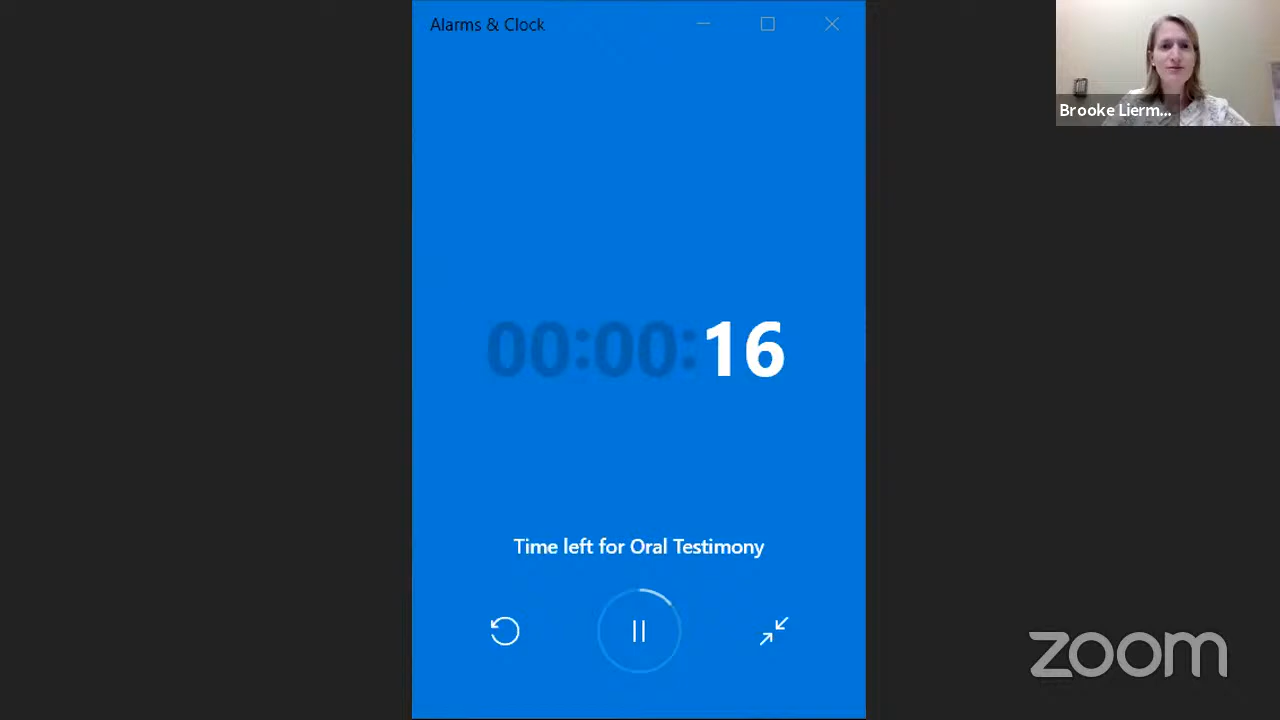 Alarms & Clock
Brooke Lierm...
00:00:16
Time left for Oral Testimony
zoom